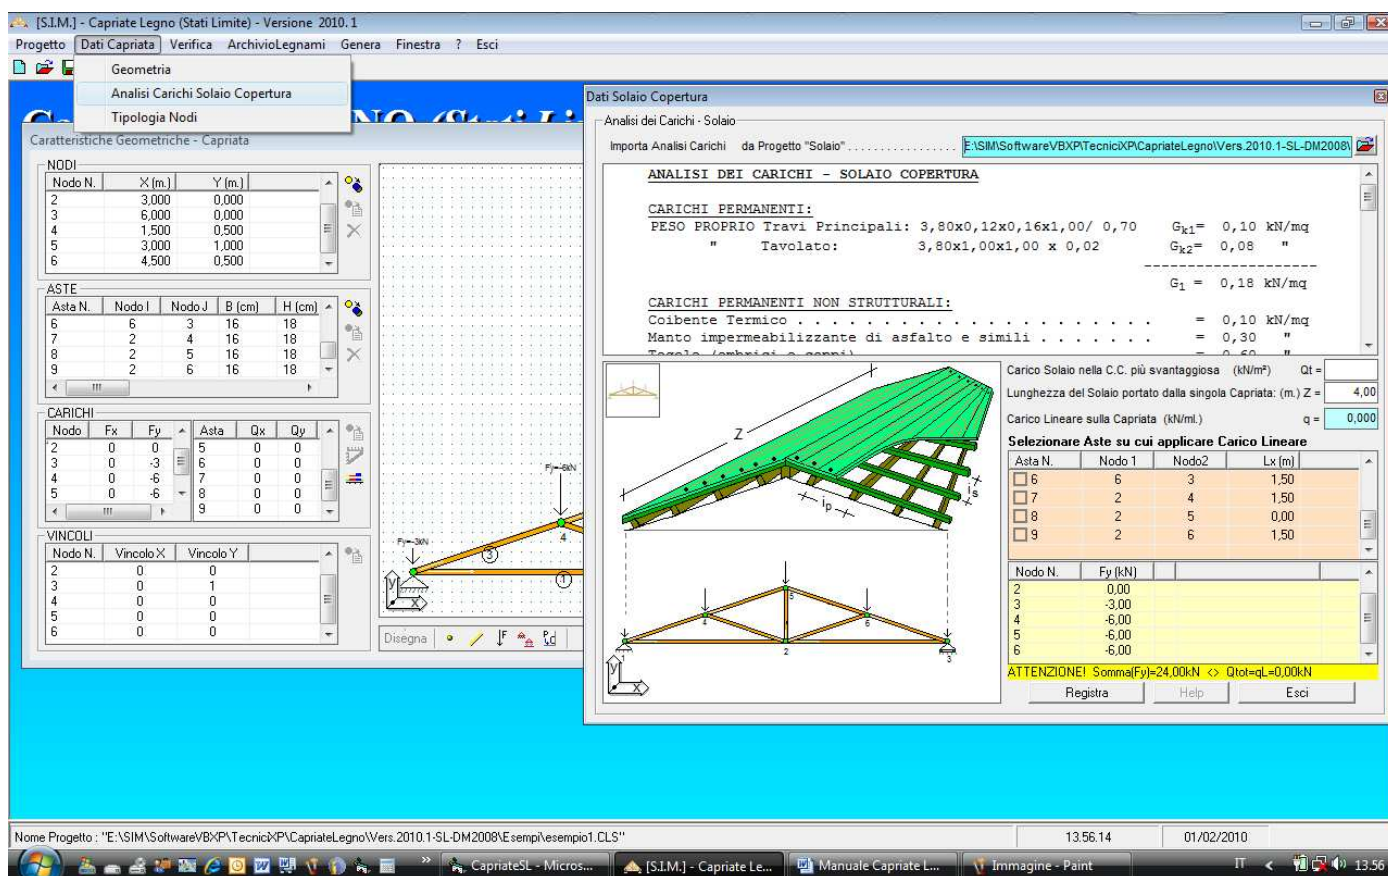 [S.I.M.] - Capriate Legno (Stati Limite) - Versione 2010.1
Progetto Dati Capriata Verifica ArchivioLegnami Genera Finestra ? Esci
Geometria
Analisi Carichi Solaio Copertura
Tipologia Nodi
Caratteristiche Geometriche - Capriata
NODI
Nodo N. X (m.) Y (m.)
2 3,000 0,000
3 6,000 0,000
4 1,500 0,500
5 3,000 1,000
6 4,500 0,500
ASTE
Asta N. Nodo I Nodo J B (cm) H (cm)
6 6 3 16 18
7 2 4 16 18
8 2 5 16 18
9 2 6 16 18
CARICHI
Nodo Fx Fy Asta Qx Qy
2 0 0 5 0 0
3 0 -3 6 0 0
4 0 -6 7 0 0
5 0 -6 8 0 0
9 0 0
VINCOLI
Nodo N. Vincolo X Vincolo Y
2 0 0
3 0 1
4 0 0
5 0 0
6 0 0
Fy=-6kN
4
Fy=-3kN
3
1
Y
X
Disegna
Dati Solaio Copertura
Analisi dei Carichi - Solaio
Importa Analisi Carichi da Progetto "Solaio" . . . . . . . . . . . . . . . . . E:\SIM\SoftwareVBXP\TecniciXP\CapriateLegno\Vers.2010.1-SL-DM2008\
ANALISI DEI CARICHI - SOLAIO COPERTURA
CARICHI PERMANENTI:
PESO PROPRIO Travi Principali: 3,80x0,12x0,16x1,00/ 0,70 Gk1= 0,10 kN/mq
" Tavolato: 3,80x1,00x1,00 x 0,02 Gk2= 0,08 "
---------------------
G1 = 0,18 kN/mq
CARICHI PERMANENTI NON STRUTTURALI:
Coibente Termico . . . . . . . . . . . . . . . . . . . . . . . = 0,10 kN/mq
Manto impermeabilizzante di asfalto e simili . . . . . . . = 0,30 "
Z
ip
is
4
5
6
1
2
3
Y
X
Carico Solaio nella C.C. più svantaggiosa (kN/m²) Qt =
Lunghezza del Solaio portato dalla singola Capriata: (m.) Z = 4,00
Carico Lineare sulla Capriata (kN/ml.) q = 0,000
Selezionare Aste su cui applicare Carico Lineare
Asta N. Nodo 1 Nodo2 Lx (m)
6 6 3 1,50
7 2 4 1,50
8 2 5 0,00
9 2 6 1,50
Nodo N. Fy (kN)
2 0,00
3 -3,00
4 -6,00
5 -6,00
6 -6,00
ATTENZIONE! Somma(Fy)=24,00kN <> Qtot=qL=0,00kN
Registra Help Esci
Nome Progetto : "E:\SIM\SoftwareVBXP\TecniciXP\CapriateLegno\Vers.2010.1-SL-DM2008\Esempi\esempio1.CLS" 13.56.14 01/02/2010
CapriateSL - Micros... [S.I.M.] - Capriate Le... Manuale Capriate L... Immagine - Paint IT 13.56